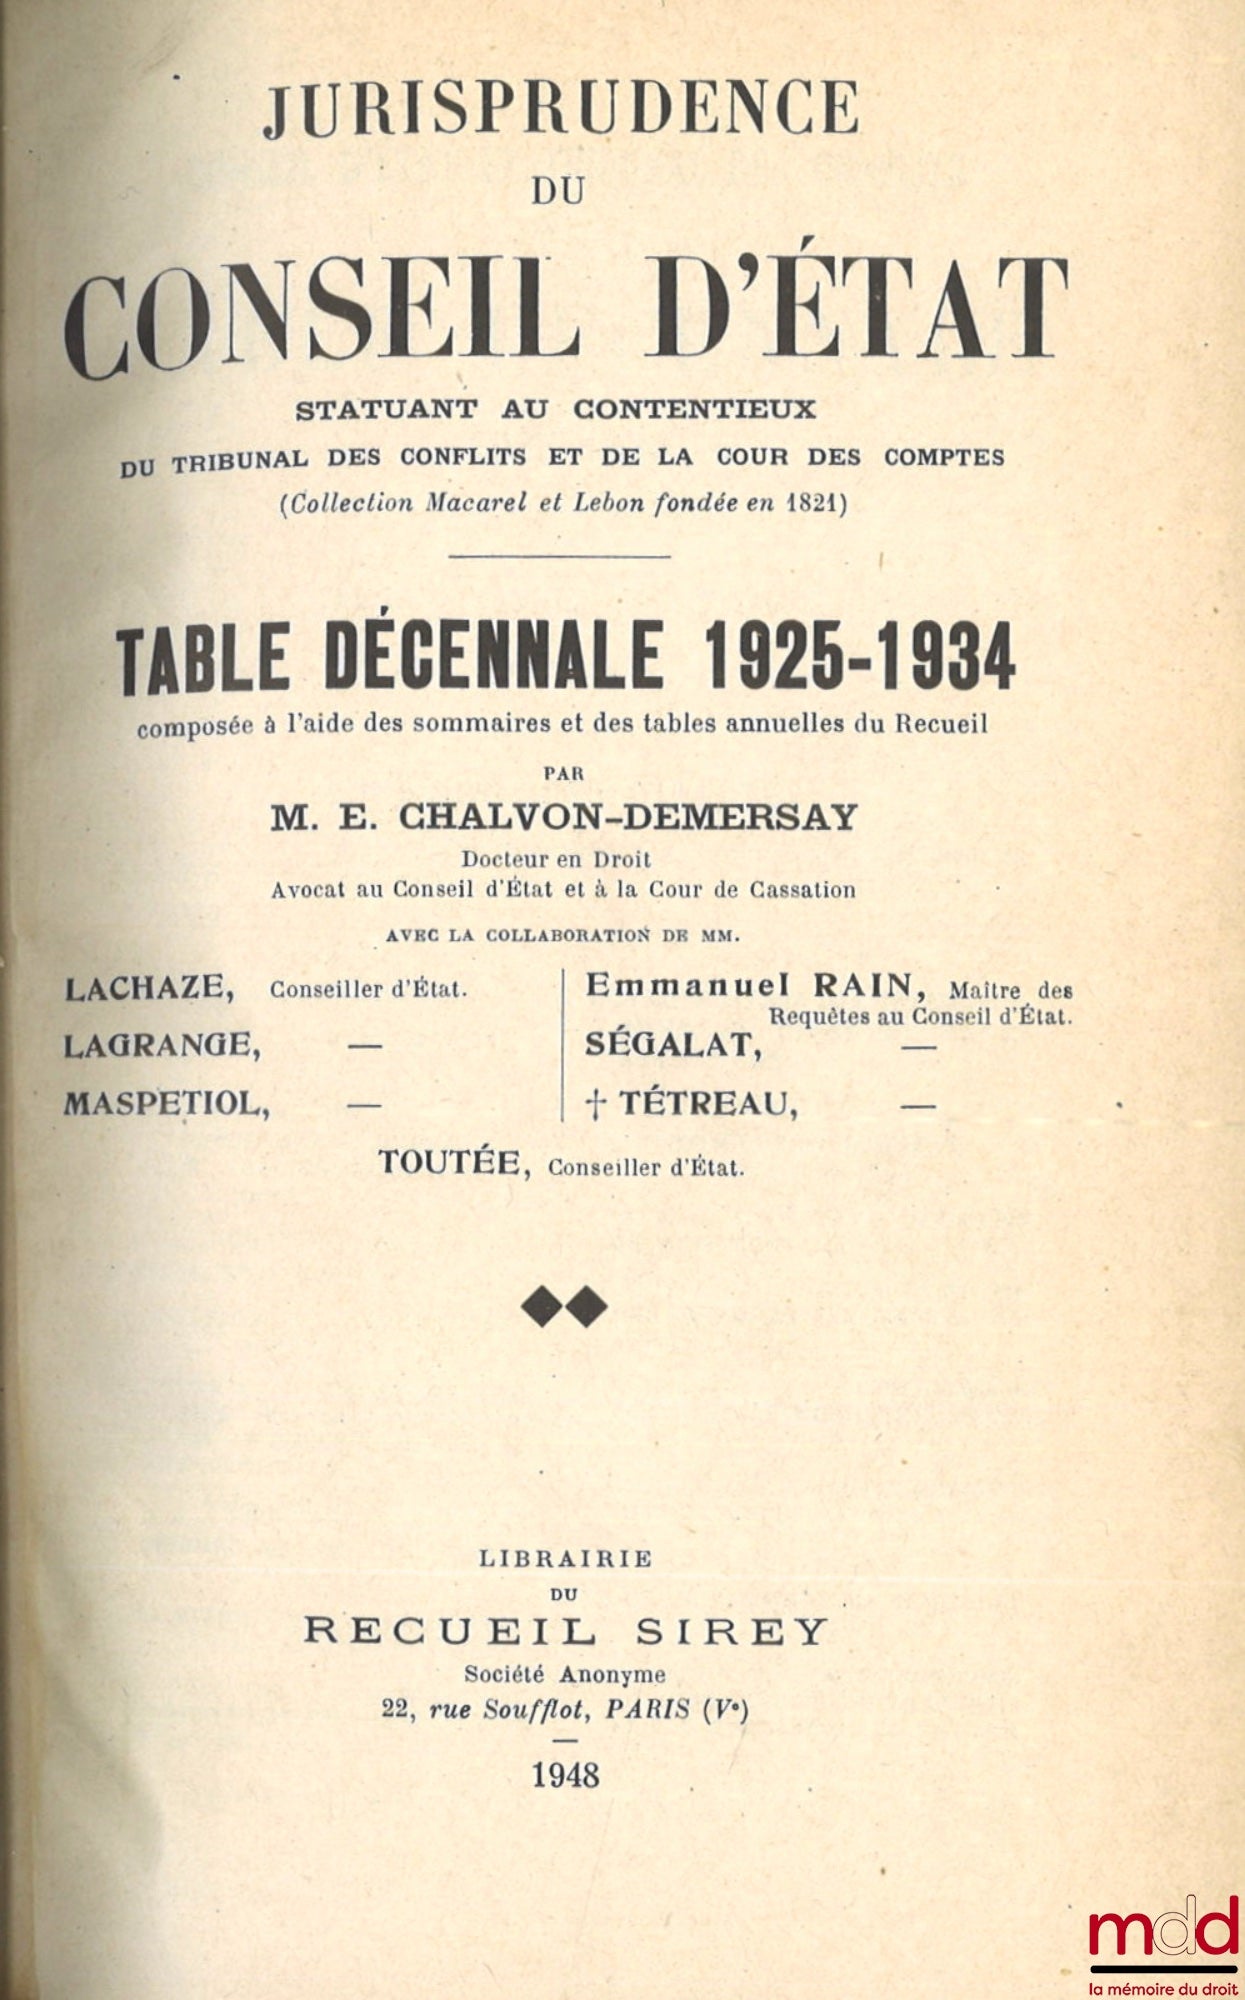 JURISPRUDENCE
DU
CONSEIL D'ÉTAT
STATUANT AU CONTENTIEUX
DU TRIBUNAL DES CONFLITS ET DE LA COUR DES COMPTES
(Collection Macarel et Lebon fondée en 1821)
TABLE DÉCENNALE 1925-1934
composée à l'aide des sommaires et des tables annuelles du Recueil
PAR
M. E. CHALVON-DEMERSAY
Docteur en Droit
Avocat au Conseil d'État et à la Cour de Cassation
AVEC LA COLLABORATION DE MM.
LACHAZE, Conseiller d'État.
LAGRANGE, —
MASPETIOL, —
Emmanuel RAIN, Maître des
Requêtes au Conseil d'État.
SÉGALAT, —
† TÉTREAU, —
TOUTÉE, Conseiller d'État.
LIBRAIRIE
DU
RECUEIL SIREY
Société Anonyme
22, rue Soufflot, PARIS (Ve)
1948
mdd
la mémoire du droit